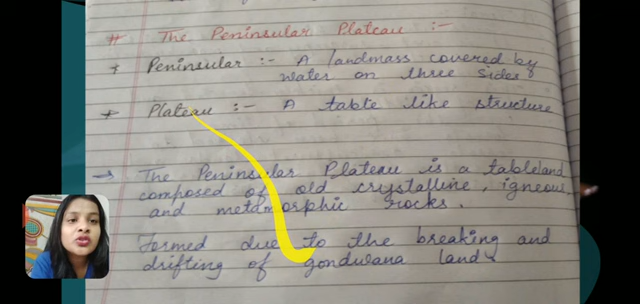 # The Peninsular Plateau :-
+ Peninsular :- A landmass covered by
water on three sides
+ Plateau :- A table like structure
→ The Peninsular Plateau is a tableland
composed of old crystalline, igneous,
and metamorphic rocks.
Formed due to the breaking and
drifting of gondwana land